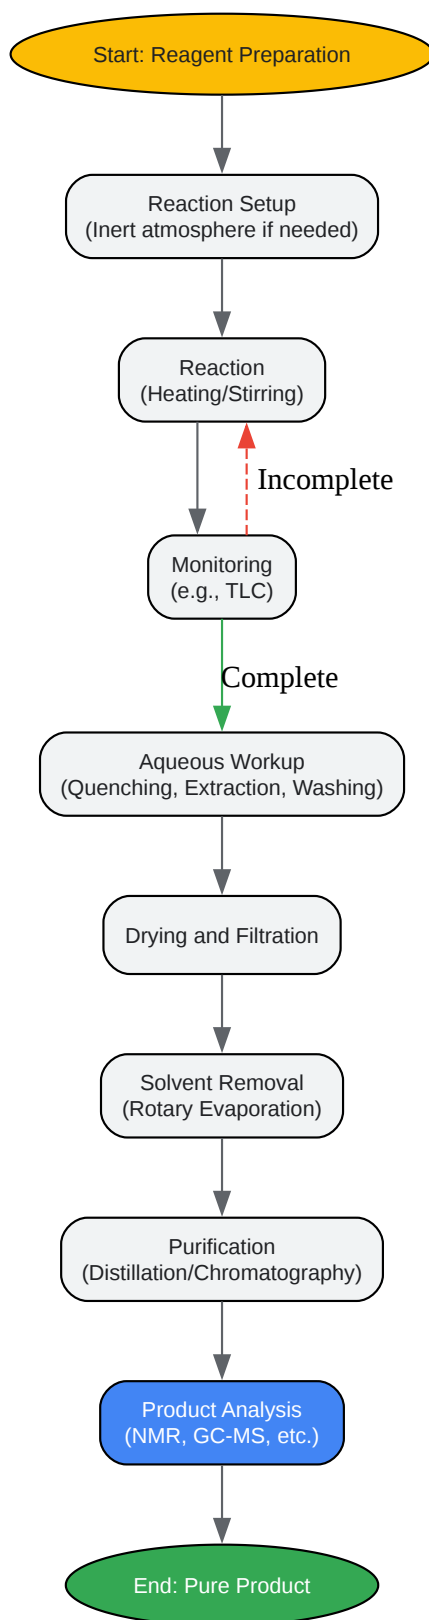 Start: Reagent Preparation
Reaction Setup
(Inert atmosphere if needed)
Reaction
(Heating/Stirring)
Incomplete
Monitoring
(e.g., TLC)
Complete
Aqueous Workup
(Quenching, Extraction, Washing)
Drying and Filtration
Solvent Removal
(Rotary Evaporation)
Purification
(Distillation/Chromatography)
Product Analysis
(NMR, GC-MS, etc.)
End: Pure Product